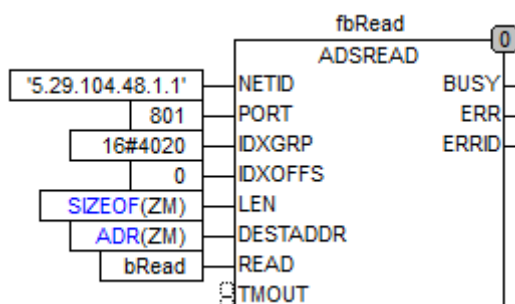 fbRead
0
ADSREAD
'5.29.104.48.1.1' NETID BUSY
801 PORT ERR
16#4020 IDXGRP ERRID
0 IDXOFFS
SIZEOF(ZM) LEN
ADR(ZM) DESTADDR
bRead READ
TMOUT